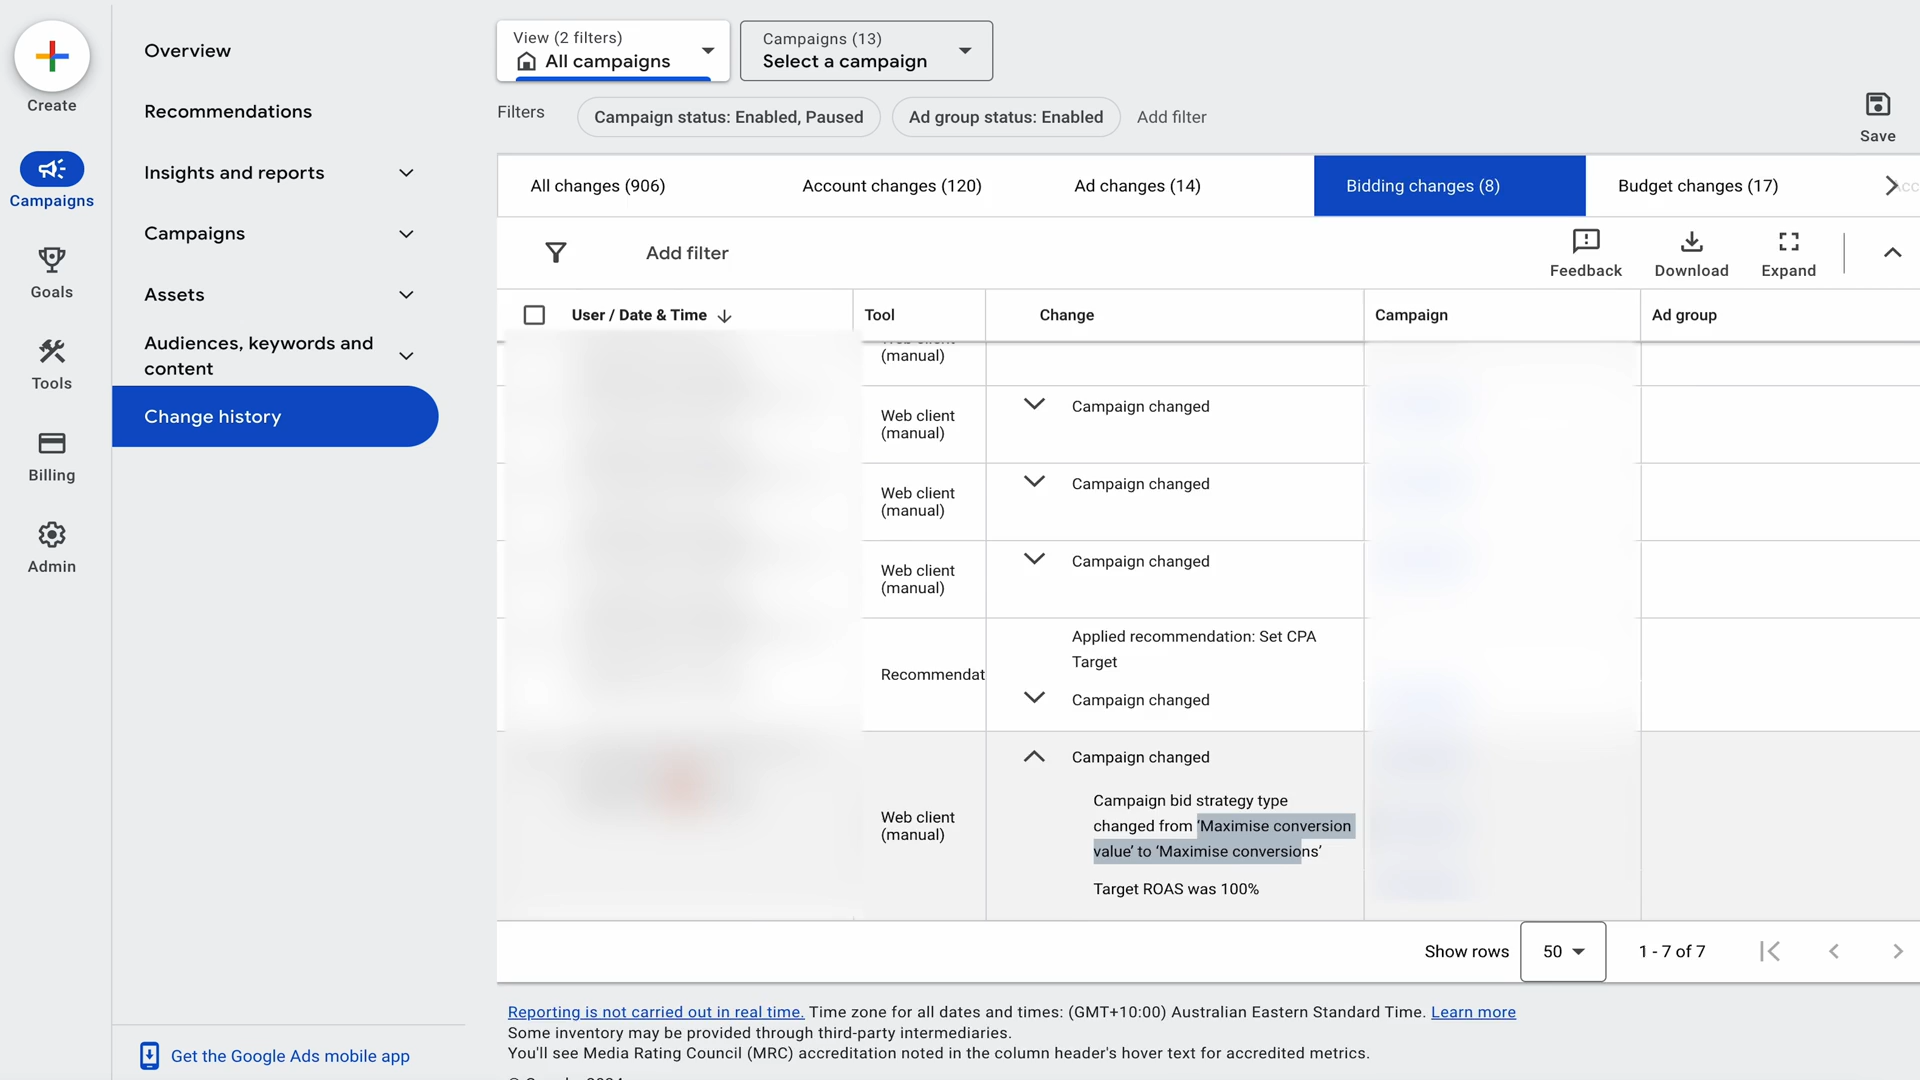 Create
Campaigns
Goals
Tools
Billing
Admin
Overview
Recommendations
Insights and reports
Campaigns
Assets
Audiences, keywords and
content
Change history
Get the Google Ads mobile app
View (2 filters)
All campaigns
Campaigns (13)
Select a campaign
Filters
Campaign status: Enabled, Paused
Ad group status: Enabled
Add filter
Save
All changes (906)
Account changes (120)
Ad changes (14)
Bidding changes (8)
Budget changes (17)
Add filter
Feedback
Download
Expand
User / Date & Time
Tool
Change
Campaign
Ad group
(manual)
Web client
(manual)
Campaign changed
Web client
(manual)
Campaign changed
Web client
(manual)
Campaign changed
Recommendat
Applied recommendation: Set CPA
Target
Campaign changed
Web client
(manual)
Campaign changed
Campaign bid strategy type
changed from ‘Maximise conversion
value’ to ‘Maximise conversions’
Target ROAS was 100%
Show rows
50
1 - 7 of 7
Reporting is not carried out in real time. Time zone for all dates and times: (GMT+10:00) Australian Eastern Standard Time. Learn more
Some inventory may be provided through third-party intermediaries.
You'll see Media Rating Council (MRC) accreditation noted in the column header's hover text for accredited metrics.